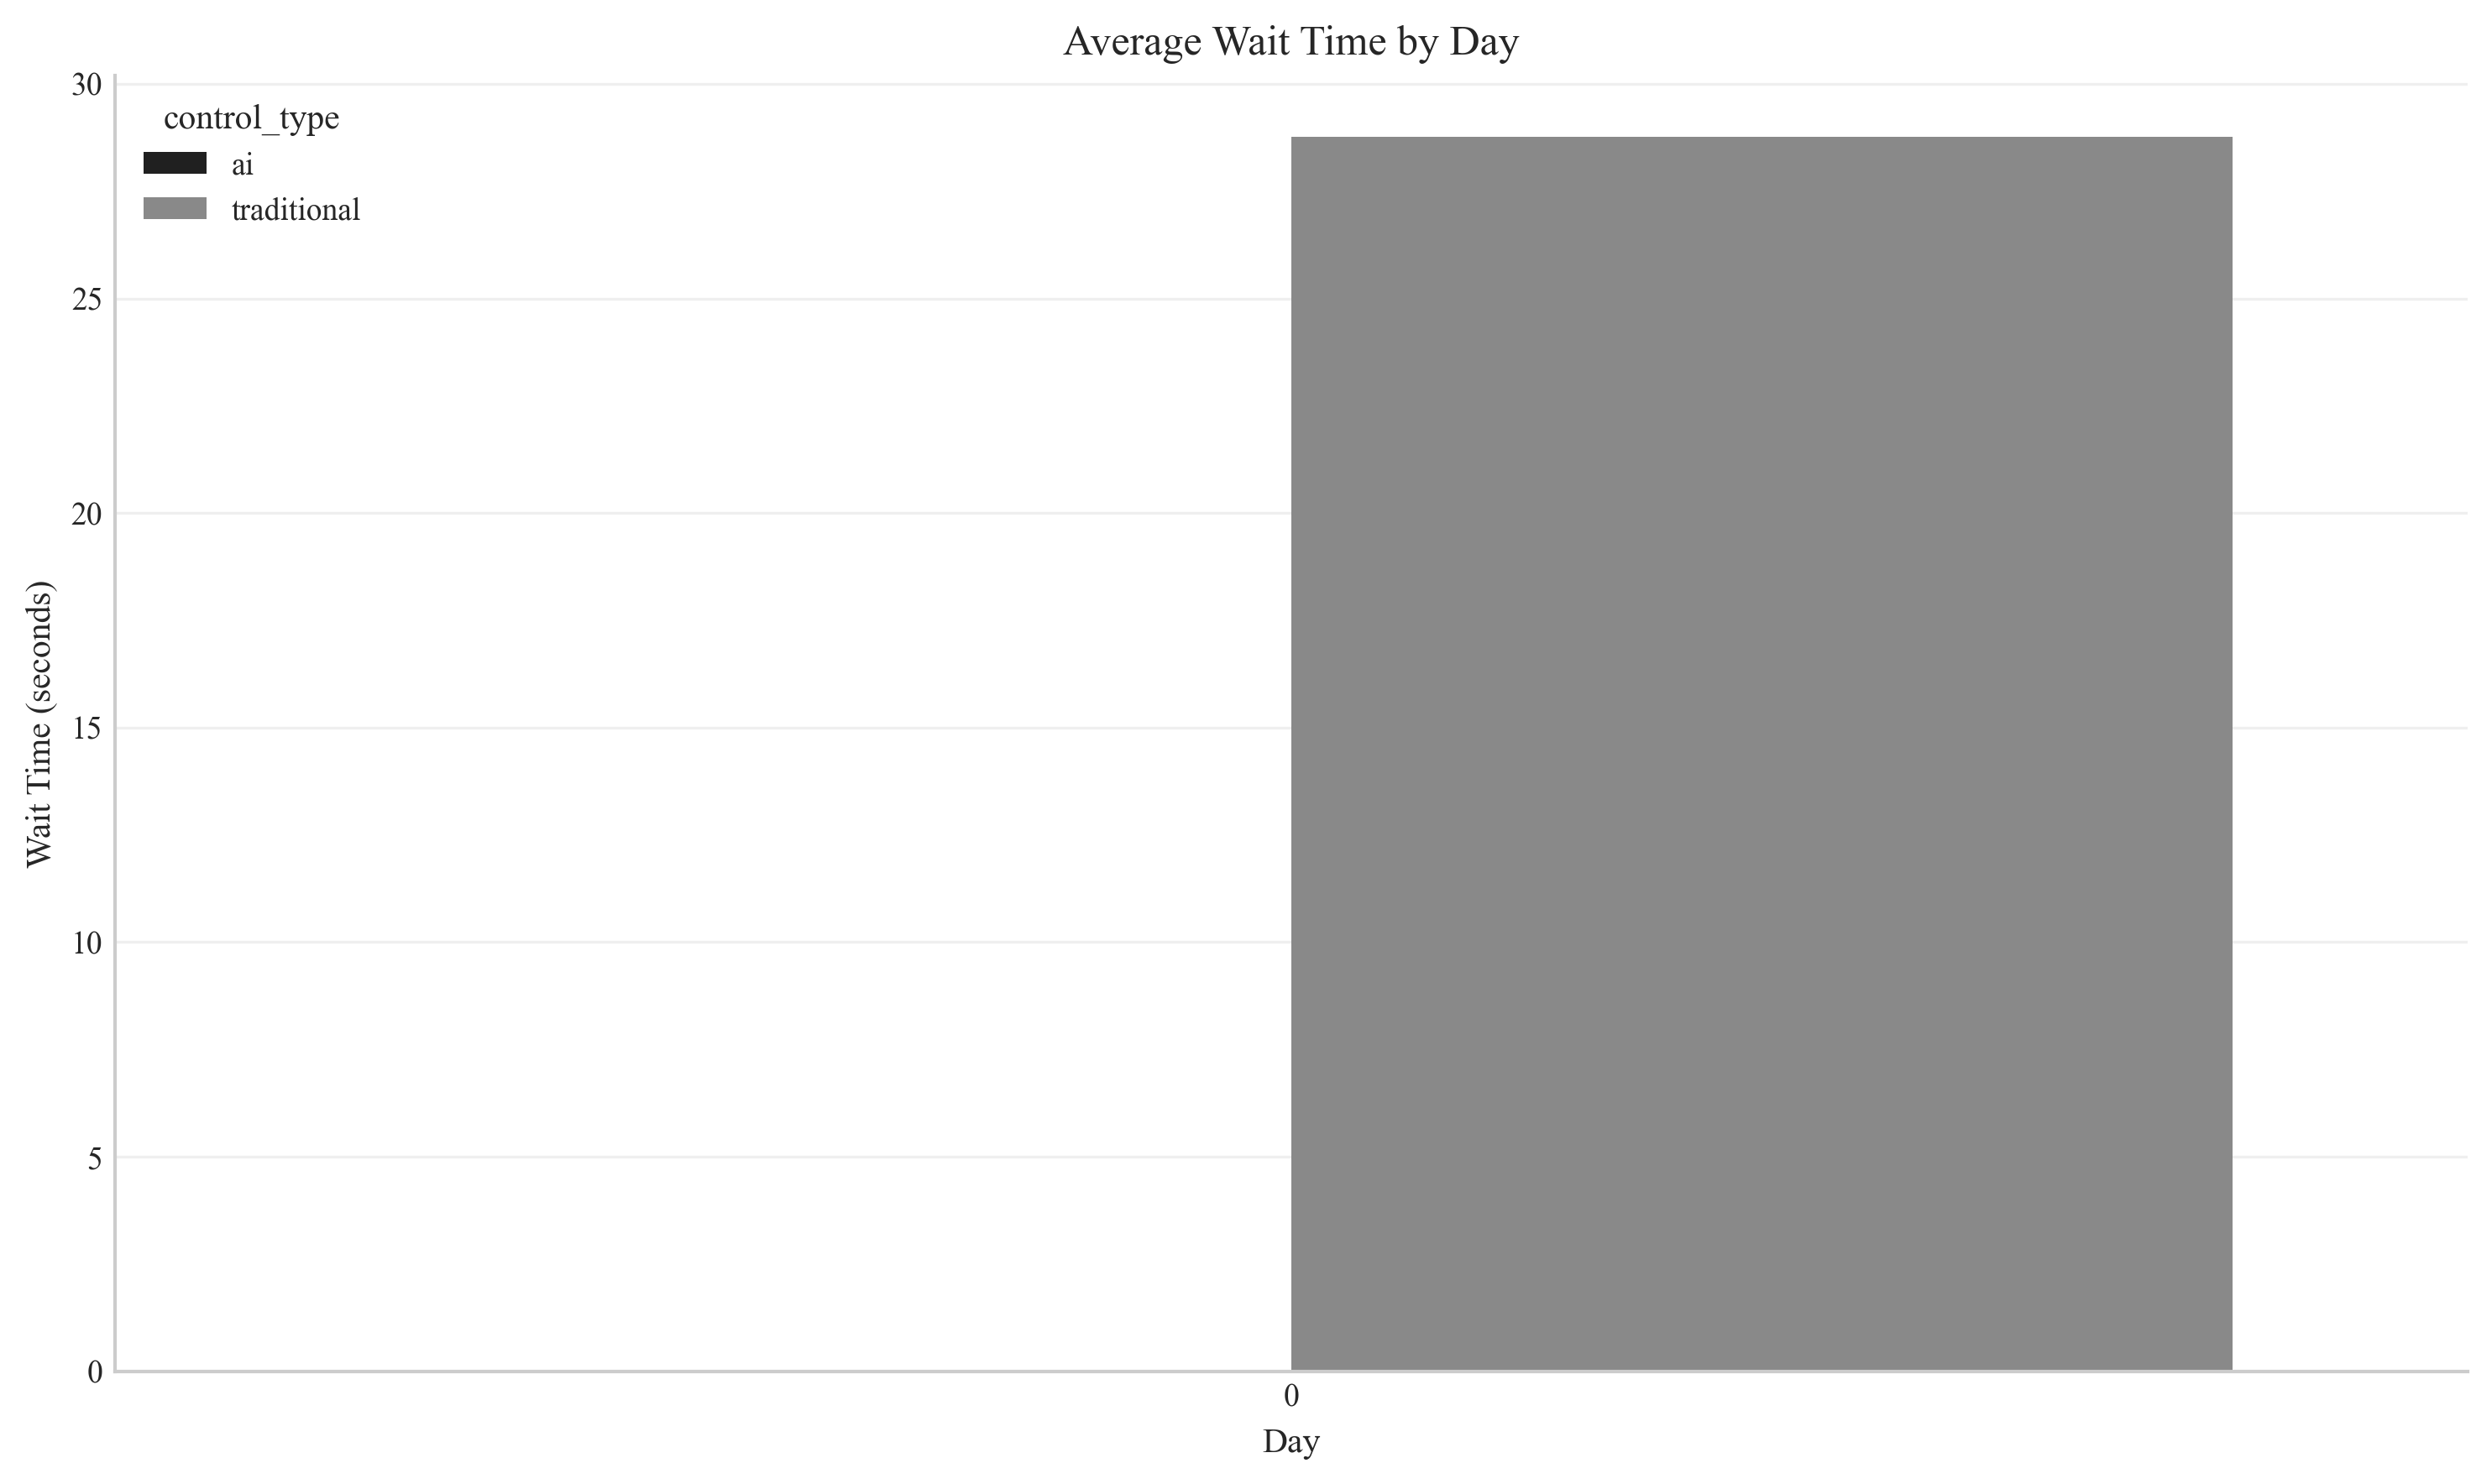 Average Wait Time by Day
30
control_type
ai
traditional
25
20
15
10
5
0
Wait Time (seconds)
0
Day